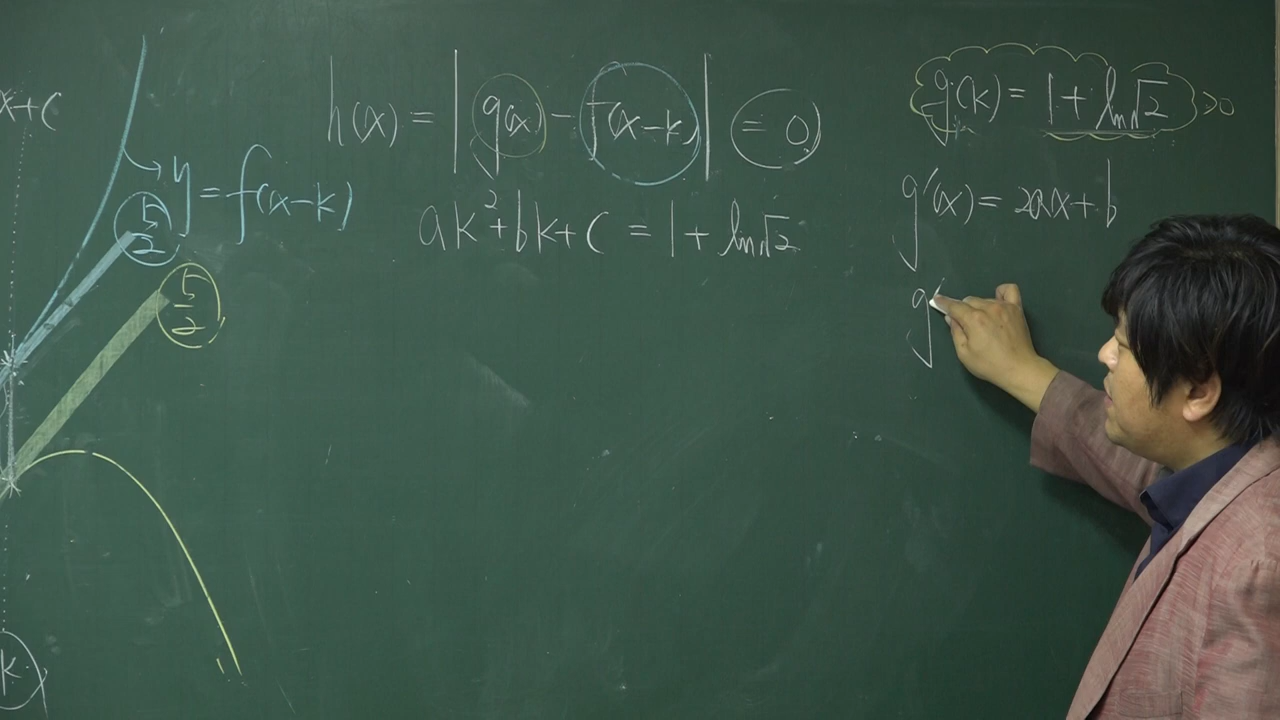 x+c
h(x) = | g(x) - f(x-k) | = 0
g(k) = 1 + ln√2 > 0
y = f(x-k)
5/2
ak²+bk+c = 1 + ln√2
g'(x) = 2ax+b
5/2
g'
k